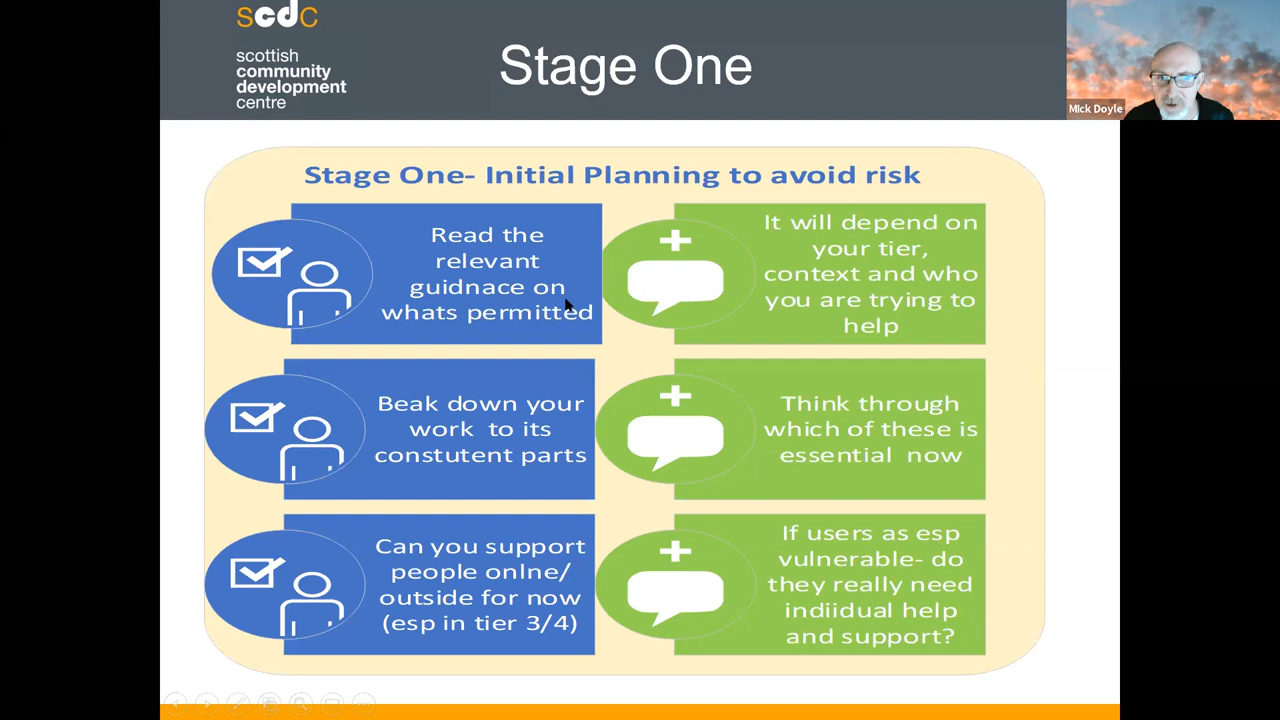 scdc
scottish
community
development
centre
Stage One
Mick Doyle
Stage One- Initial Planning to avoid risk
Read the
relevant
guidnace on
whats permitted
It will depend on
your tier,
context and who
you are trying to
help
Beak down your
work to its
constutent parts
Think through
which of these is
essential now
Can you support
people onlne/
outside for now
(esp in tier 3/4)
If users as esp
vulnerable- do
they really need
indiidual help
and support?